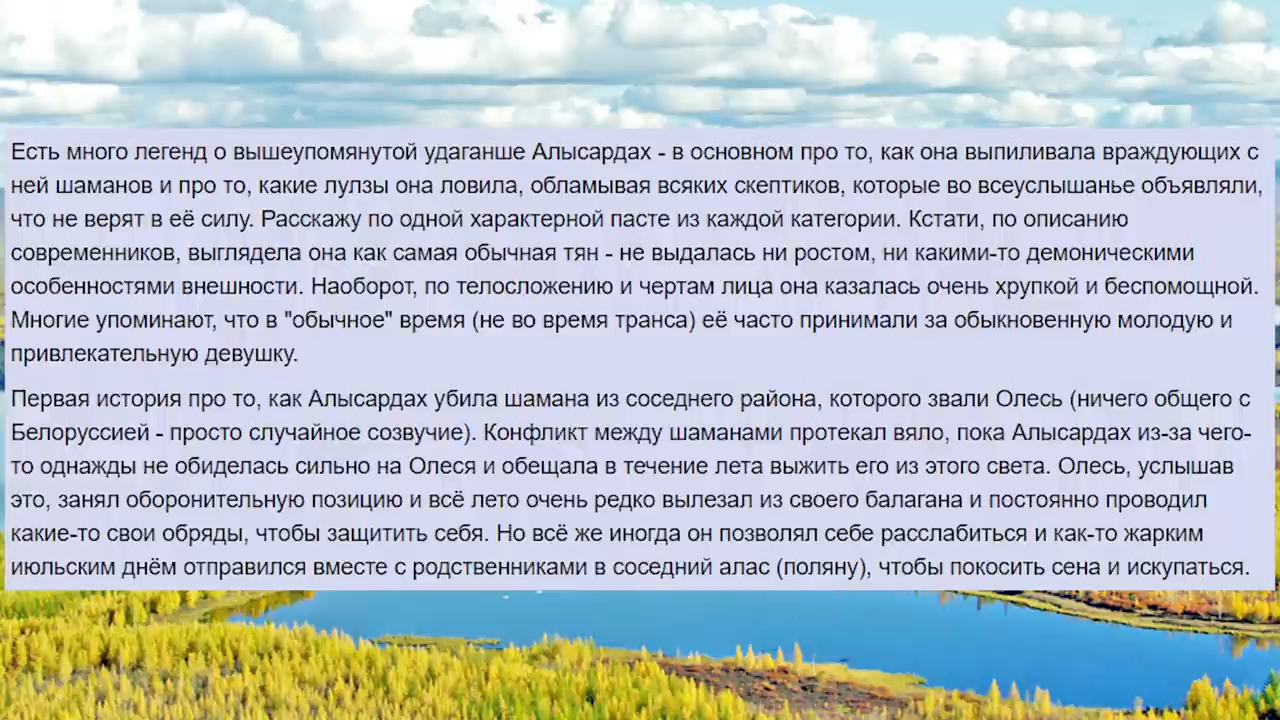 Есть много легенд о вышеупомянутой удаганше Алысардах - в основном про то, как она выпиливала враждующих с
ней шаманов и про то, какие лулзы она ловила, обламывая всяких скептиков, которые во всеуслышанье объявляли,
что не верят в её силу. Расскажу по одной характерной пасте из каждой категории. Кстати, по описанию
современников, выглядела она как самая обычная тян - не выдалась ни ростом, ни какими-то демоническими
особенностями внешности. Наоборот, по телосложению и чертам лица она казалась очень хрупкой и беспомощной.
Многие упоминают, что в "обычное" время (не во время транса) её часто принимали за обыкновенную молодую и
привлекательную девушку.
Первая история про то, как Алысардах убила шамана из соседнего района, которого звали Олесь (ничего общего с
Белоруссией - просто случайное созвучие). Конфликт между шаманами протекал вяло, пока Алысардах из-за чего-
то однажды не обиделась сильно на Олеся и обещала в течение лета выжить его из этого света. Олесь, услышав
это, занял оборонительную позицию и всё лето очень редко вылезал из своего балагана и постоянно проводил
какие-то свои обряды, чтобы защитить себя. Но всё же иногда он позволял себе расслабиться и как-то жарким
июльским днём отправился вместе с родственниками в соседний алас (поляну), чтобы покосить сена и искупаться.